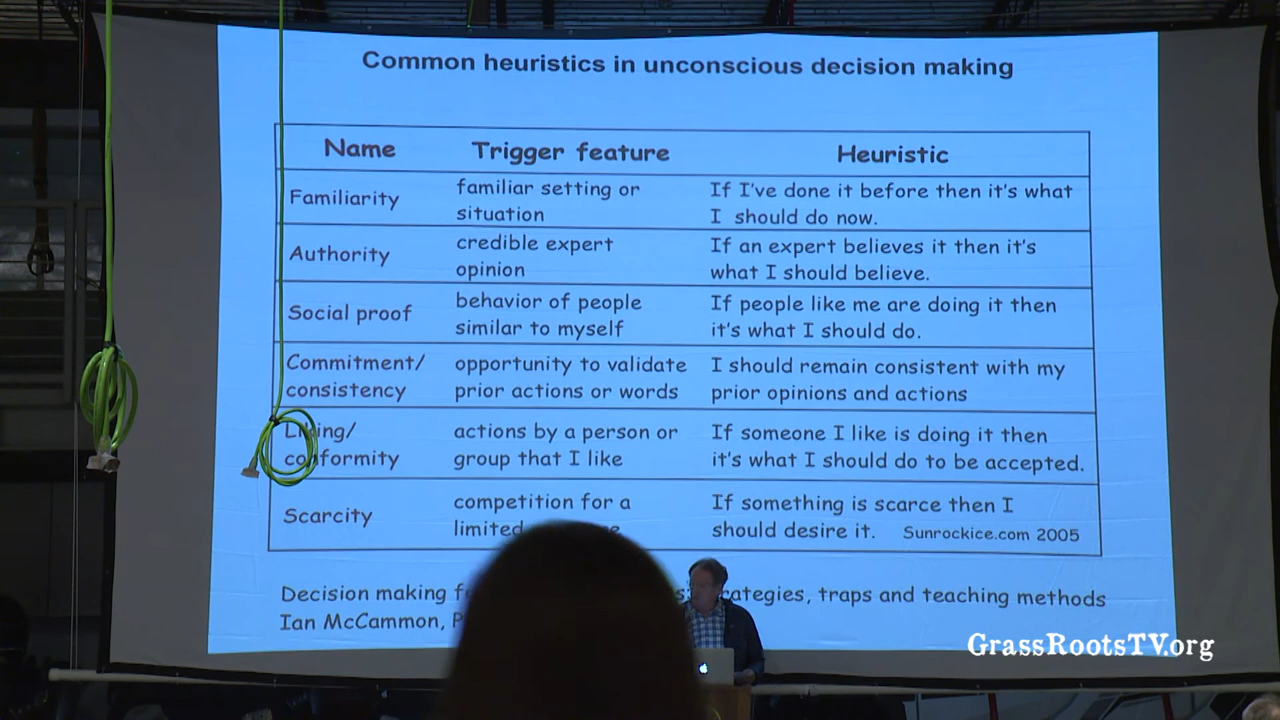 Common heuristics in unconscious decision making
Name Trigger feature Heuristic
Familiarity
familiar setting or
situation
If I've done it before then it's what
I should do now.
Authority
credible expert
opinion
If an expert believes it then it's
what I should believe.
Social proof
behavior of people
similar to myself
If people like me are doing it then
it's what I should do.
Commitment/
consistency
opportunity to validate
prior actions or words
I should remain consistent with my
prior opinions and actions
conformity
actions by a person or
group that I like
If someone I like is doing it then
it's what I should do to be accepted.
Scarcity
competition for a
limited
If something is scarce then I
should desire it.
Sunrockice.com 2005
Decision making traps and teaching methods
Ian McCammon,
GrassRootsTV.org